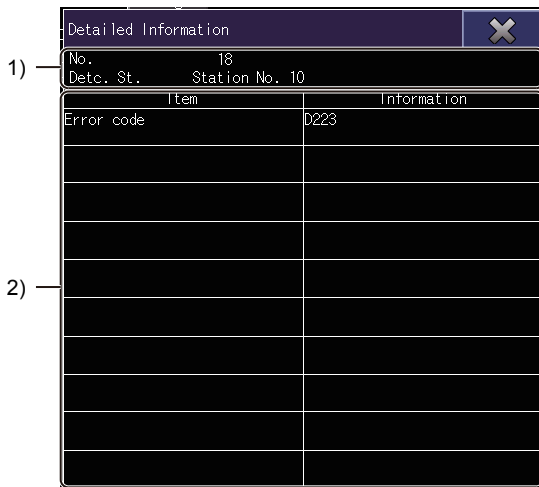 Detailed Information
1)
No. 18
Detc. St. Station No. 10
Item Information
Error code D223
2)